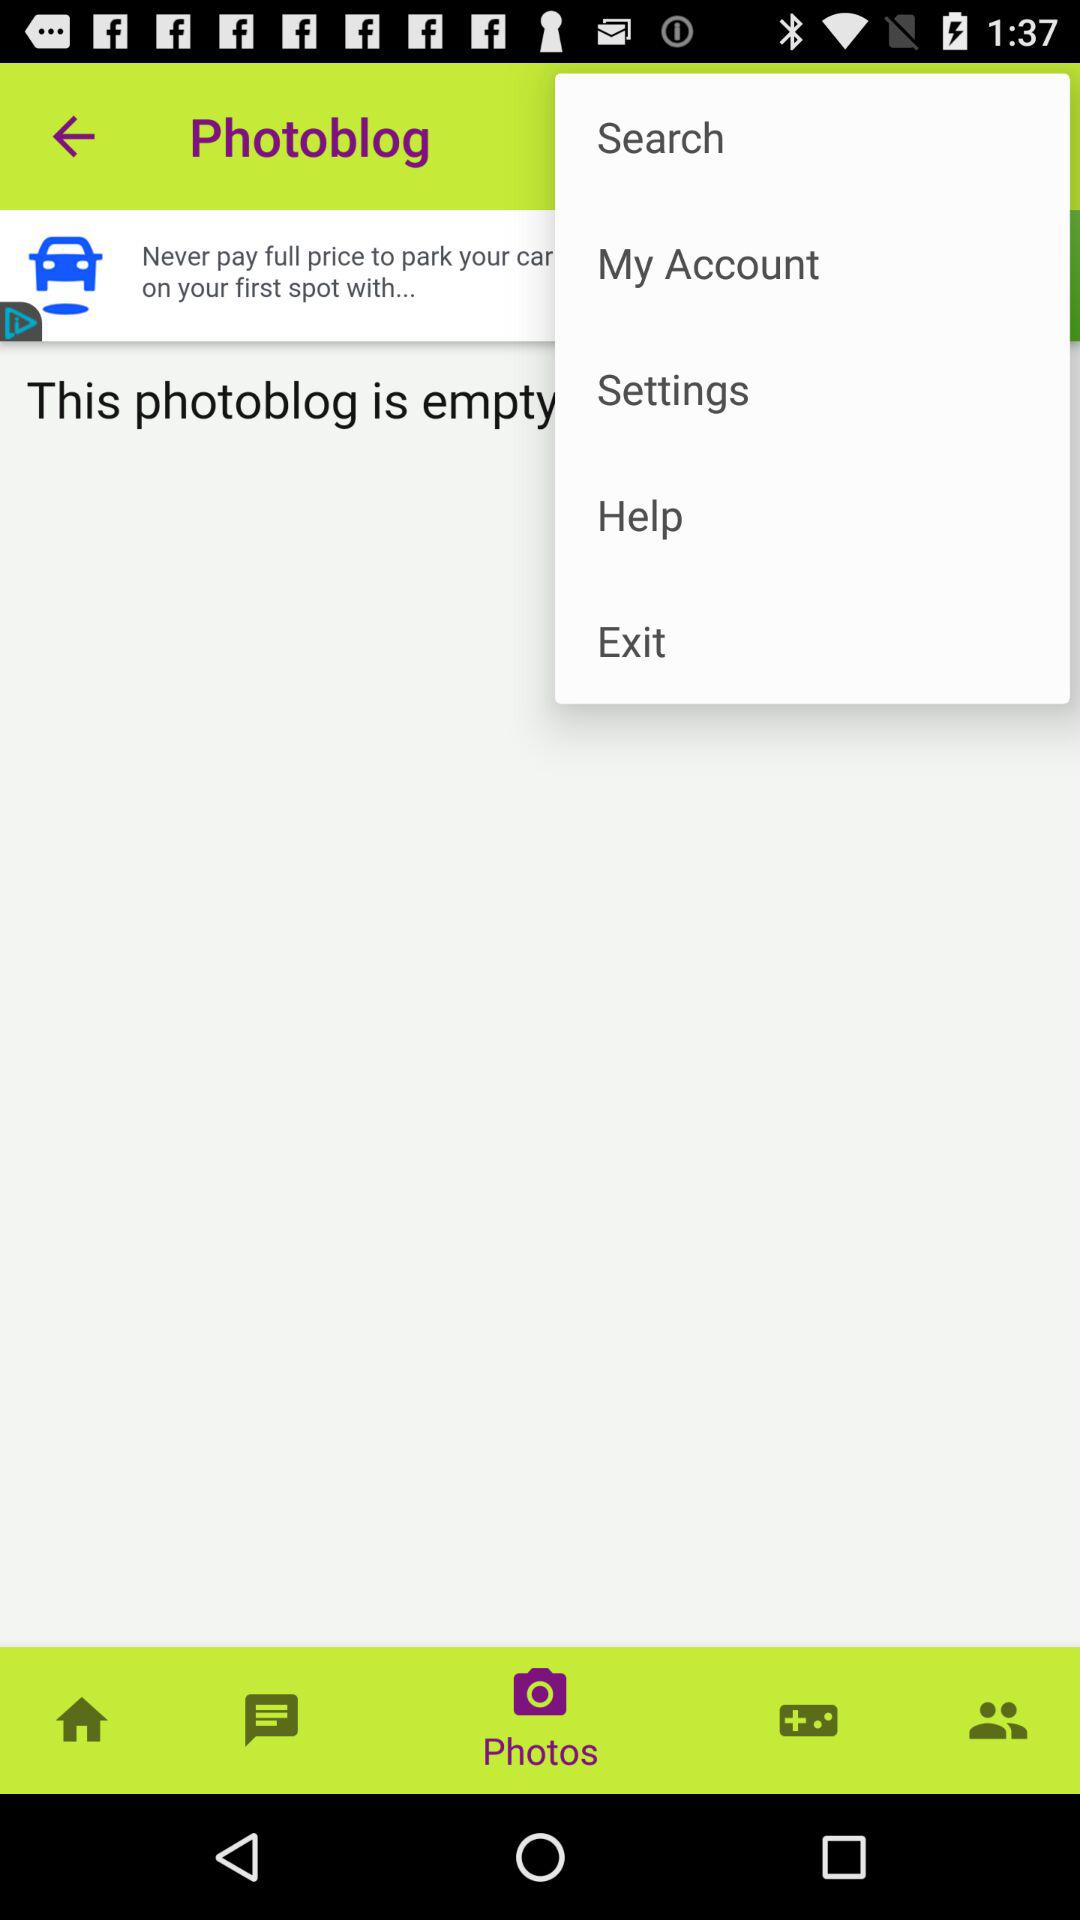 1:37
Photoblog
Never pay full price to park your car
on your first spot with...
This photoblog is empty
Search
My Account
Settings
Help
Exit
Photos